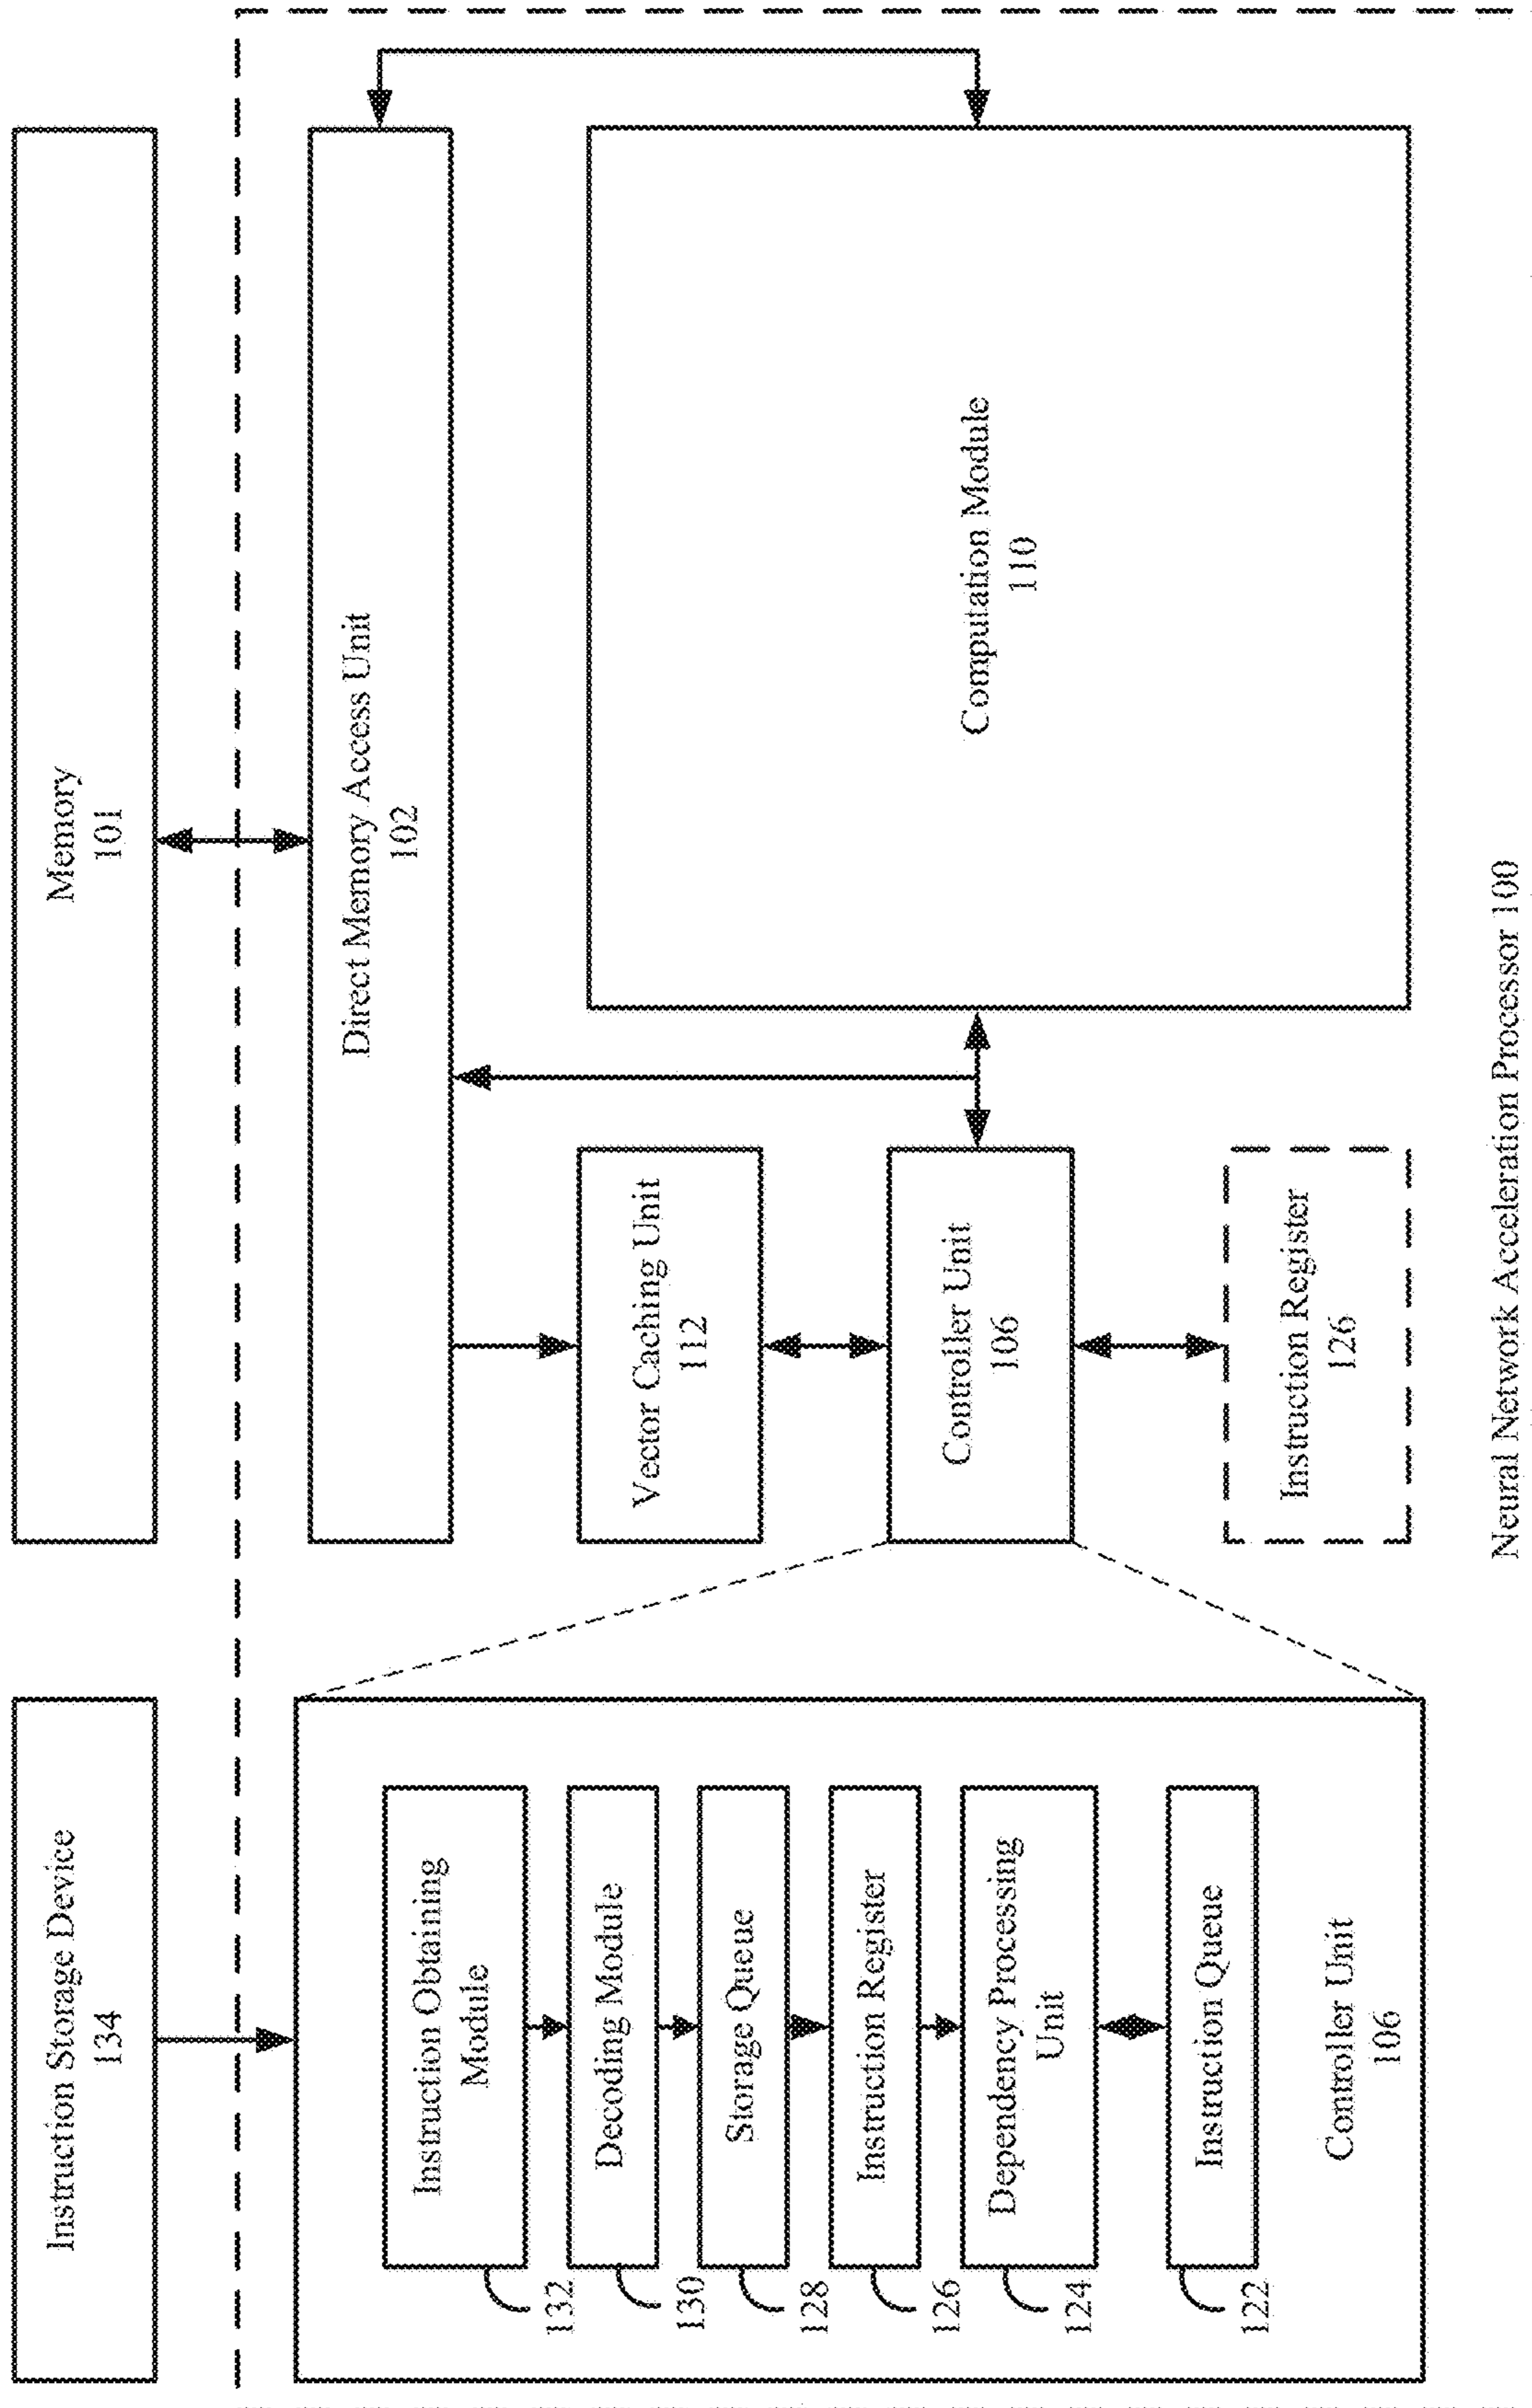 Instruction Storage Device
134
Memory
101
Instruction Obtaining
Module
132
Decoding Module
130
Storage Queue
128
Instruction Register
126
Dependency Processing
Unit
124
Instruction Queue
122
Controller Unit
106
Direct Memory Access Unit
102
Vector Caching Unit
112
Controller Unit
106
Instruction Register
126
Computation Module
110
Neural Network Acceleration Processor 100